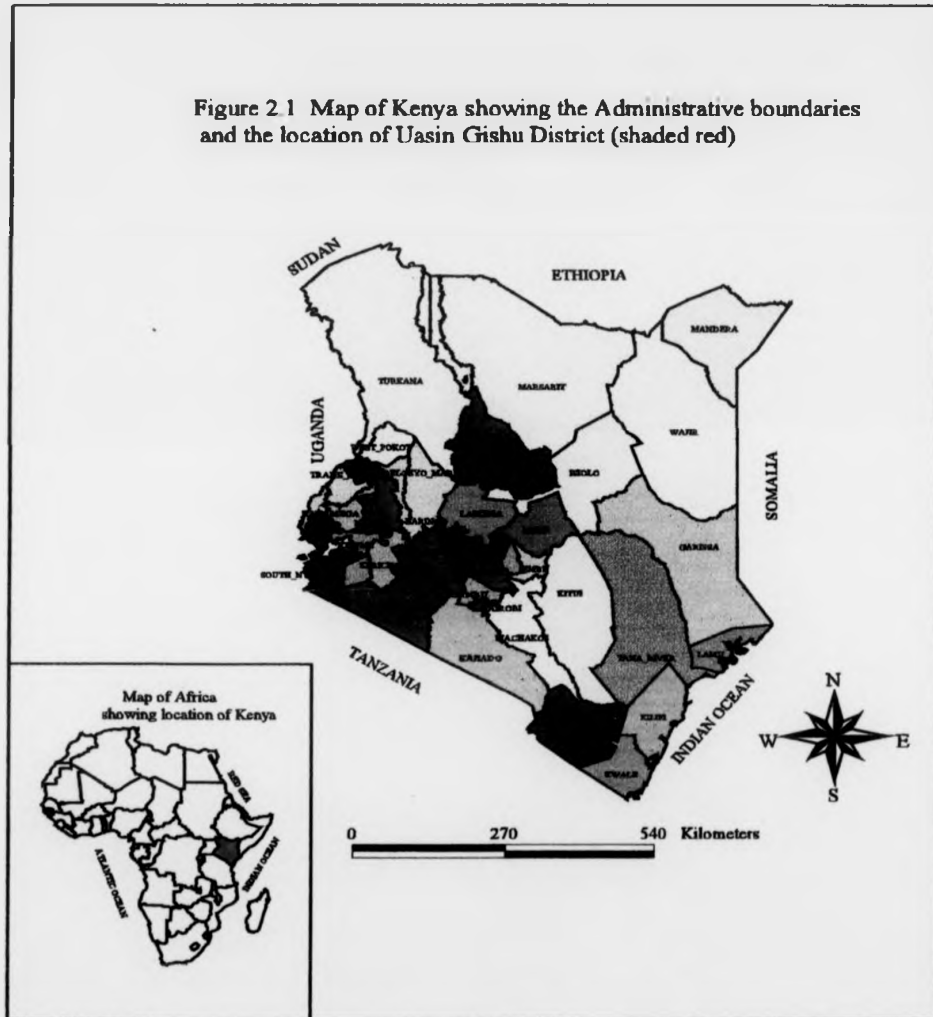 Figure 2.1 Map of Kenya showing the Administrative boundaries
and the location of Uasin Gishu District (shaded red)
SUDAN
ETHIOPIA
MANDERA
TURKANA
MARSABIT
UGANDA
WAJIR
SOMALIA
ISIOLO
LAIKIPIA
GARISSA
KITUI
MACHAKOS
TANZANIA
KAJIADO
TANA_RIVER
LAMU
KILIFI
KWALE
INDIAN OCEAN
N
W
E
S
0 270 540 Kilometers
Map of Africa
showing location of Kenya
RED SEA
ATLANTIC OCEAN
INDIAN OCEAN